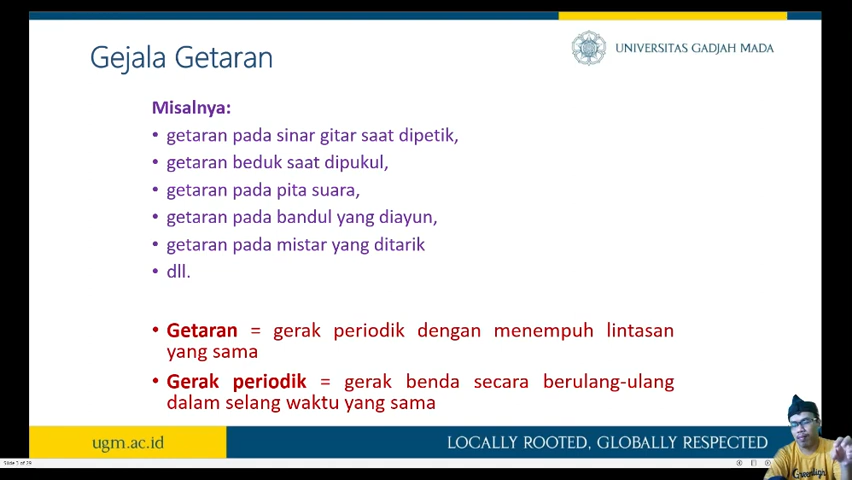 Gejala Getaran
UNIVERSITAS GADJAH MADA
Misalnya:
• getaran pada sinar gitar saat dipetik,
• getaran beduk saat dipukul,
• getaran pada pita suara,
• getaran pada bandul yang diayun,
• getaran pada mistar yang ditarik
• dll.
• Getaran = gerak periodik dengan menempuh lintasan
yang sama
• Gerak periodik = gerak benda secara berulang-ulang
dalam selang waktu yang sama
ugm.ac.id
LOCALLY ROOTED, GLOBALLY RESPECTED